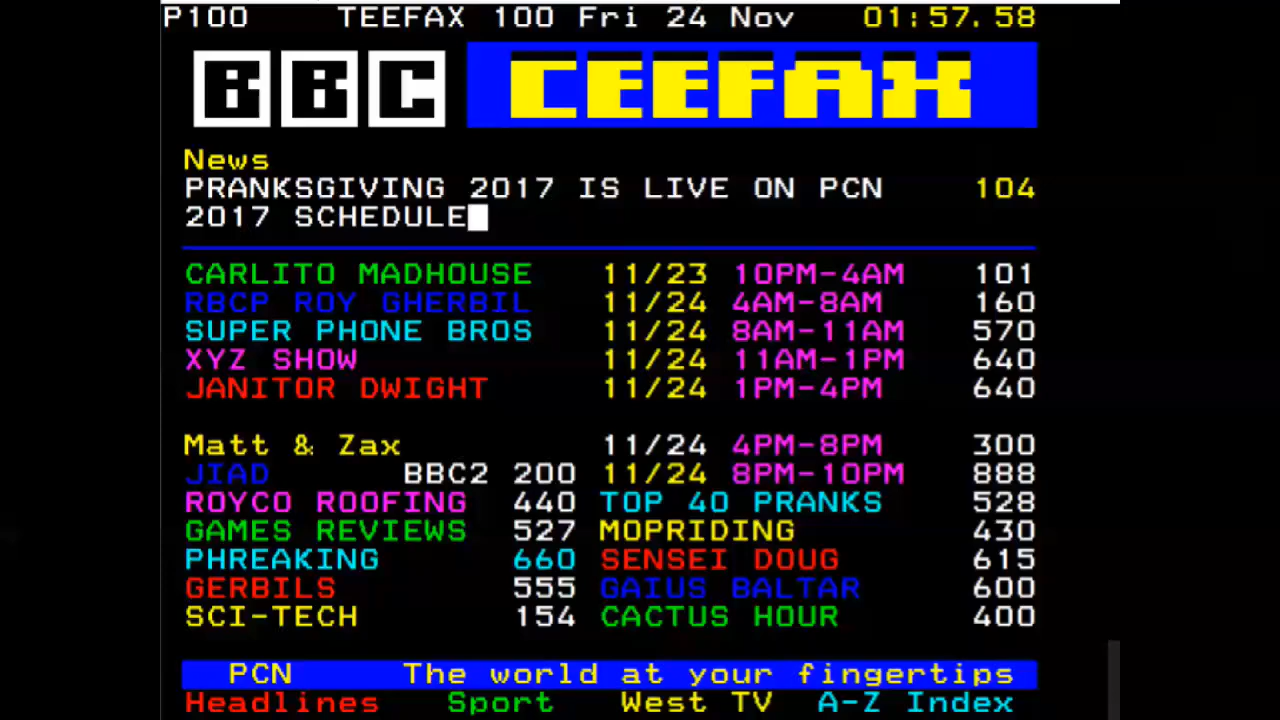 P100 TEEFAX 100 Fri 24 Nov 01:57.58
BBC CEEFAX
News
PRANKSGIVING 2017 IS LIVE ON PCN 104
2017 SCHEDULE
CARLITO MADHOUSE 11/23 10PM-4AM 101
RBCP ROY GHERBIL 11/24 4AM-8AM 160
SUPER PHONE BROS 11/24 8AM-11AM 570
XYZ SHOW 11/24 11AM-1PM 640
JANITOR DWIGHT 11/24 1PM-4PM 640
Matt & Zax 11/24 4PM-8PM 300
JIAD BBC2 200 11/24 8PM-10PM 888
ROYCO ROOFING 440 TOP 40 PRANKS 528
GAMES REVIEWS 527 MOPRIDING 430
PHREAKING 660 SENSEI DOUG 615
GERBILS 555 GAIUS BALTAR 600
SCI-TECH 154 CACTUS HOUR 400
PCN The world at your fingertips
Headlines Sport West TV A-Z Index